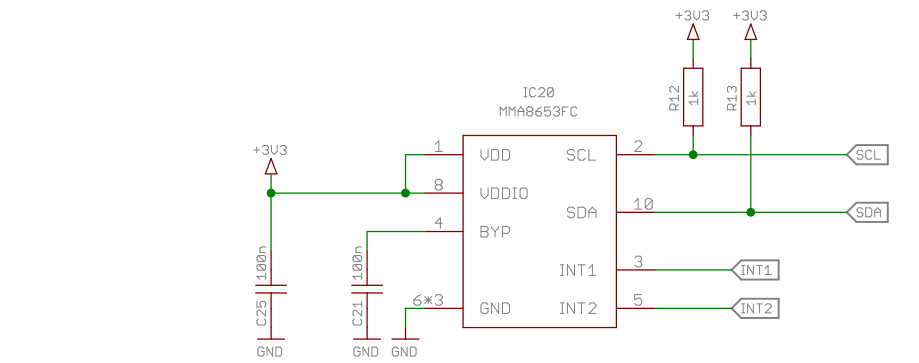 +3V3 +3V3
R12 1k R13 1k
IC20
MMA8653FC
1 VDD SCL 2 SCL
+3V3
8 VDDIO
SDA 10 SDA
4 BYP
C25 100n C21 100n
INT1 3 INT1
6*3 GND INT2 5 INT2
GND GND GND